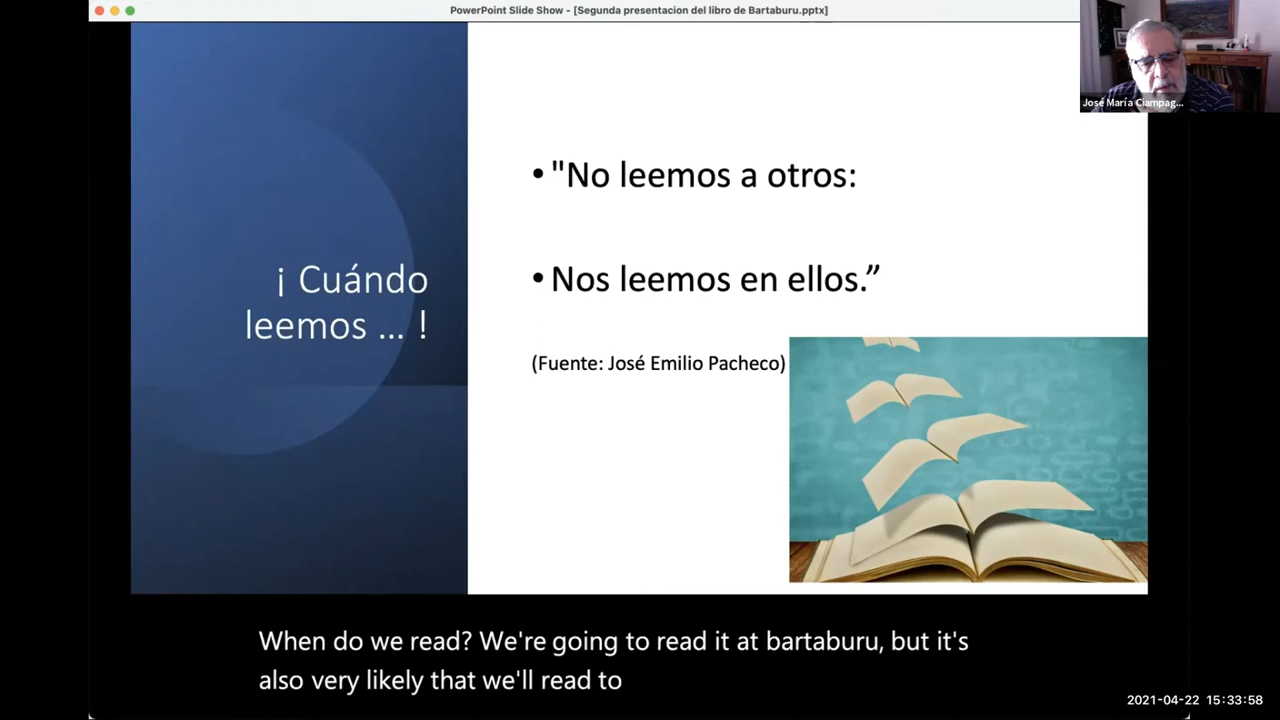 PowerPoint Slide Show - [Segunda presentacion del libro de Bartaburu.pptx]
José María Ciampag...
¡ Cuándo
leemos ... !
• "No leemos a otros:
• Nos leemos en ellos.”
(Fuente: José Emilio Pacheco)
When do we read? We're going to read it at bartaburu, but it's
also very likely that we'll read to
2021-04-22 15:33:58